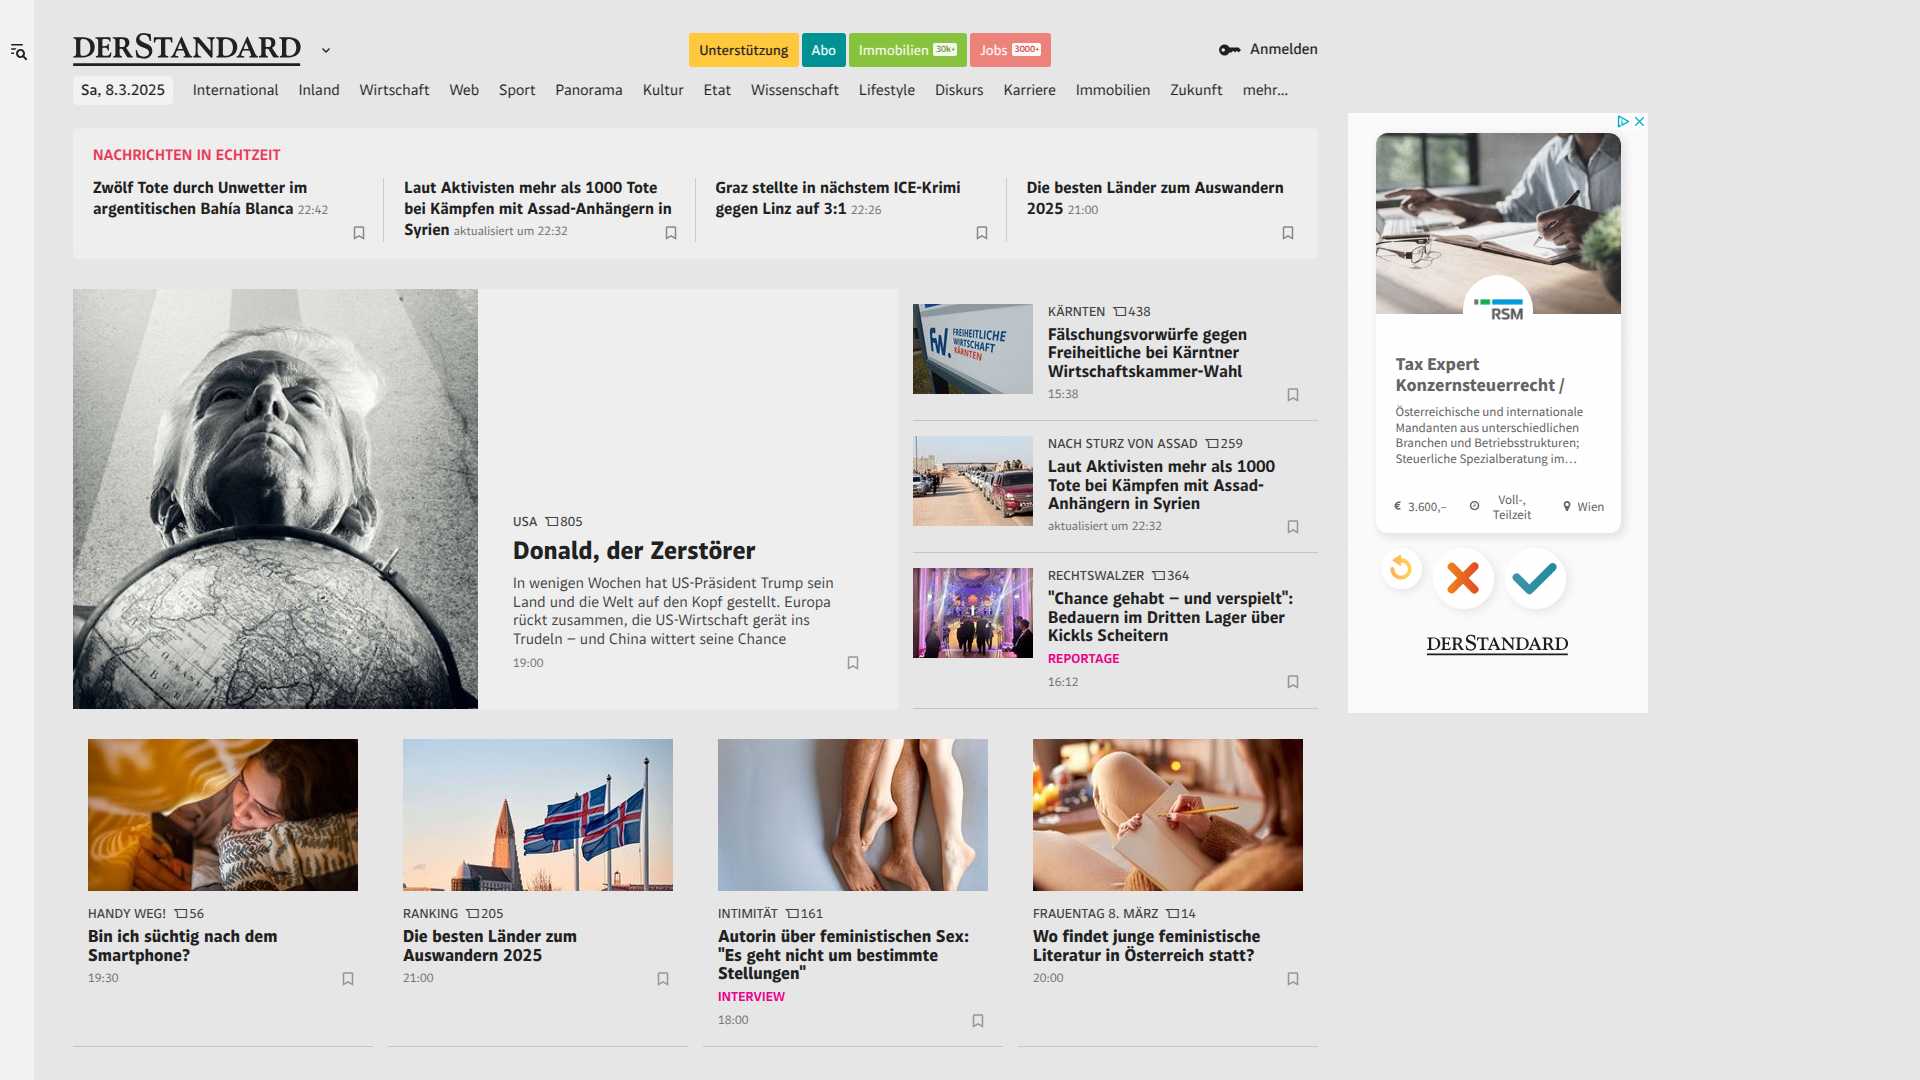 DERSTANDARD
Unterstützung
Abo
Immobilien 30k+
Jobs 3000+
Anmelden
Sa, 8.3.2025
International
Inland
Wirtschaft
Web
Sport
Panorama
Kultur
Etat
Wissenschaft
Lifestyle
Diskurs
Karriere
Immobilien
Zukunft
mehr...
NACHRICHTEN IN ECHTZEIT
Zwölf Tote durch Unwetter im
argentitischen Bahía Blanca 22:42
Laut Aktivisten mehr als 1000 Tote
bei Kämpfen mit Assad-Anhängern in
Syrien aktualisiert um 22:32
Graz stellte in nächstem ICE-Krimi
gegen Linz auf 3:1 22:26
Die besten Länder zum Auswandern
2025 21:00
USA 805
Donald, der Zerstörer
In wenigen Wochen hat US-Präsident Trump sein
Land und die Welt auf den Kopf gestellt. Europa
rückt zusammen, die US-Wirtschaft gerät ins
Trudeln – und China wittert seine Chance
19:00
FW. FREIHEITLICHE
WIRTSCHAFT
KÄRNTEN
KÄRNTEN 438
Fälschungsvorwürfe gegen
Freiheitliche bei Kärntner
Wirtschaftskammer-Wahl
15:38
NACH STURZ VON ASSAD 259
Laut Aktivisten mehr als 1000
Tote bei Kämpfen mit Assad-
Anhängern in Syrien
aktualisiert um 22:32
RECHTSWALZER 364
"Chance gehabt – und verspielt":
Bedauern im Dritten Lager über
Kickls Scheitern
REPORTAGE
16:12
HANDY WEG! 56
Bin ich süchtig nach dem
Smartphone?
19:30
RANKING 205
Die besten Länder zum
Auswandern 2025
21:00
INTIMITÄT 161
Autorin über feministischen Sex:
"Es geht nicht um bestimmte
Stellungen"
INTERVIEW
18:00
FRAUENTAG 8. MÄRZ 14
Wo findet junge feministische
Literatur in Österreich statt?
20:00
RSM
Tax Expert
Konzernsteuerrecht /
Österreichische und internationale
Mandanten aus unterschiedlichen
Branchen und Betriebsstrukturen;
Steuerliche Spezialberatung im…
€ 3.600,–
Voll-,
Teilzeit
Wien
DERSTANDARD